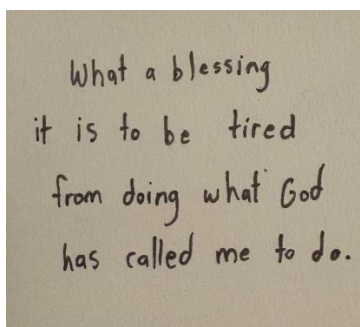 What a blessing
it is to be tired
from doing what God
has called me to do.